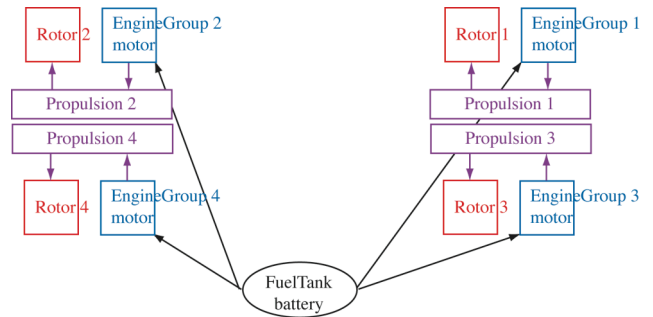 Rotor 2
EngineGroup 2
motor
Propulsion 2
Propulsion 4
Rotor 4
EngineGroup 4
motor
Rotor 1
EngineGroup 1
motor
Propulsion 1
Propulsion 3
Rotor 3
EngineGroup 3
motor
FuelTank
battery